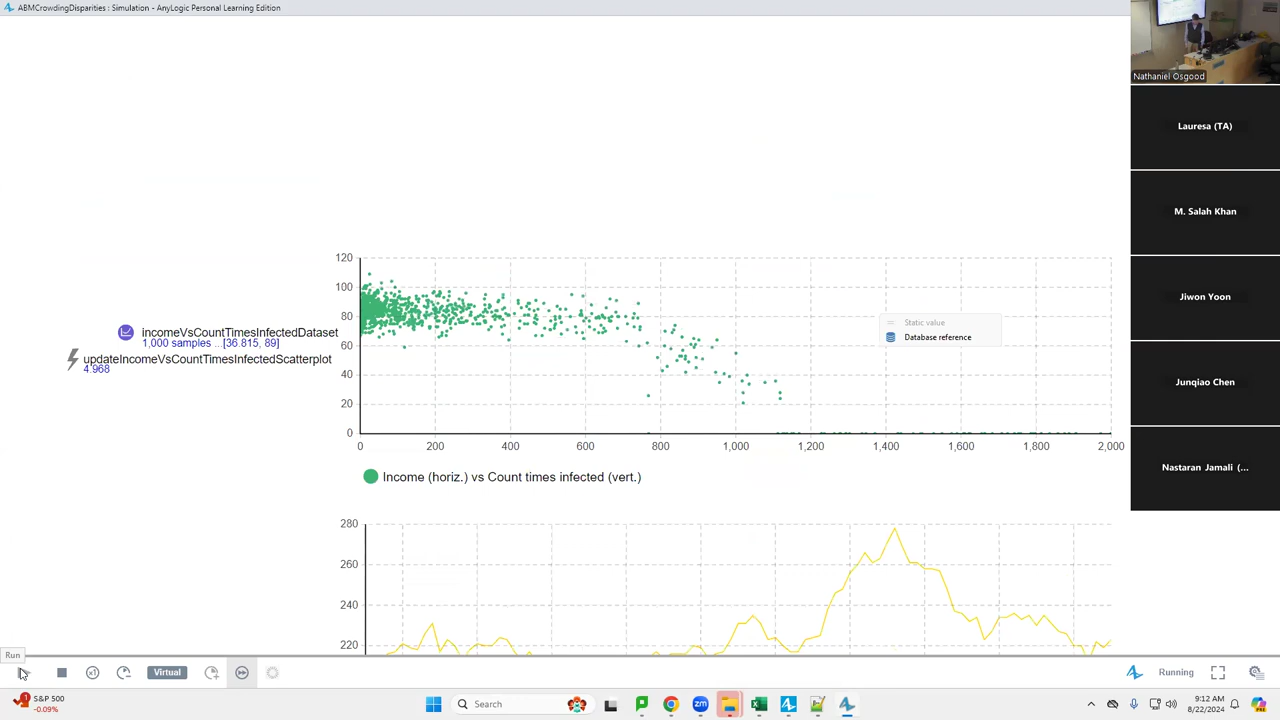 ABMCrowdingDisparities : Simulation - AnyLogic Personal Learning Edition
Nathaniel Osgood
Lauresa (TA)
M. Salah Khan
Jiwon Yoon
Junqiao Chen
Nastaran Jamali (...
incomeVsCountTimesInfectedDataset
1,000 samples ...[36.815, 89]
updateIncomeVsCountTimesInfectedScatterplot
4.968
120
100
80
60
40
20
0
0 200 400 600 800 1,000 1,200 1,400 1,600 1,800 2,000
Static value
Database reference
Income (horiz.) vs Count times infected (vert.)
280
260
240
220
Run
x1
Virtual
Running
1
S&P 500
-0.09%
Search
zm
9:12 AM
8/22/2024